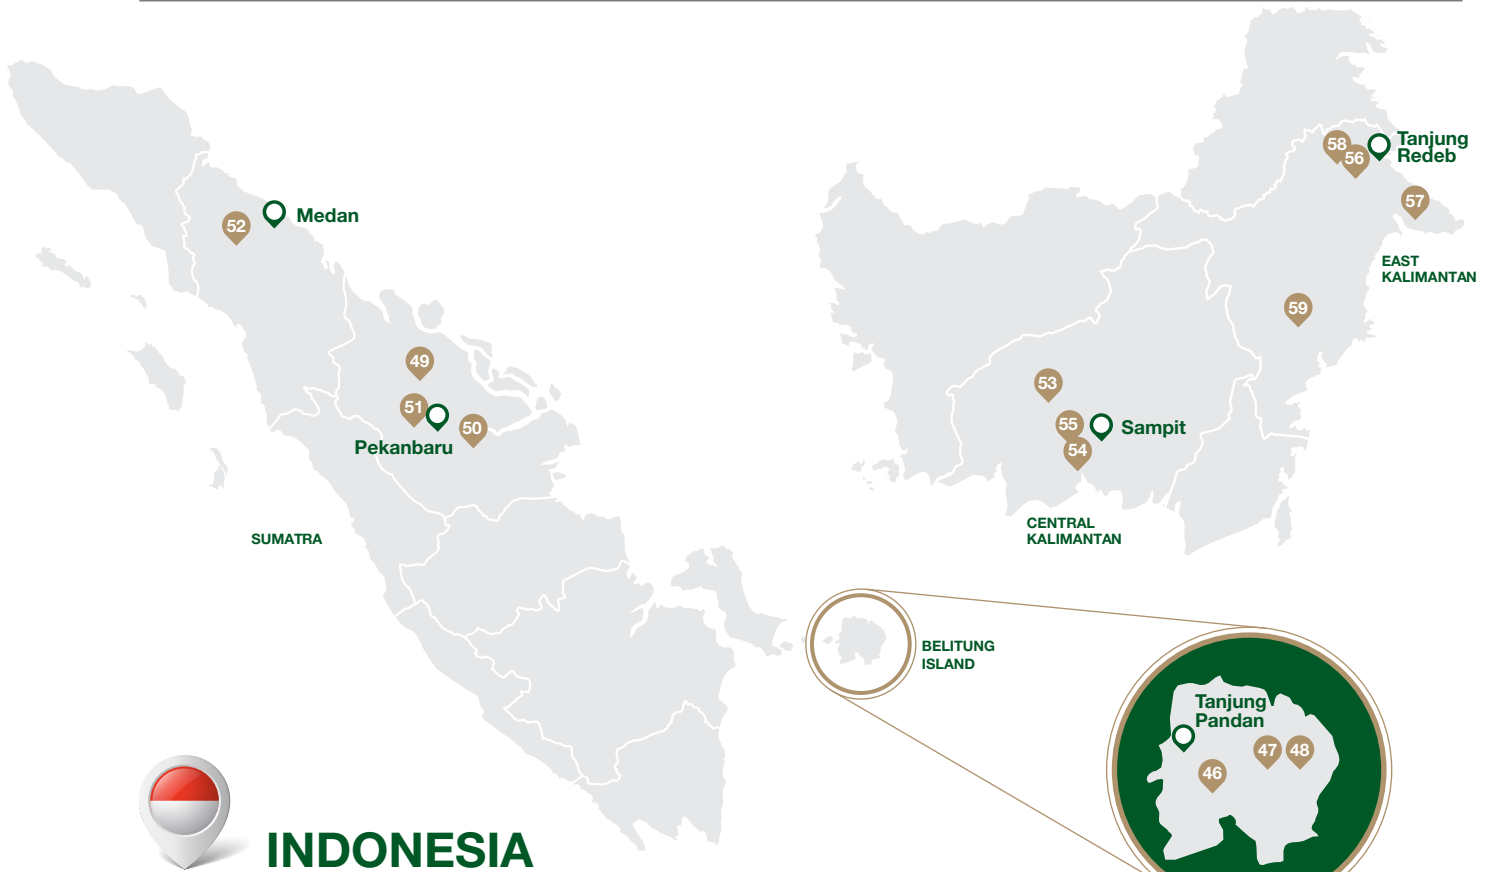 58
56
Tanjung
Redeb
57
52
Medan
EAST
KALIMANTAN
59
49
53
51
50
Pekanbaru
55
Sampit
54
SUMATRA
CENTRAL
KALIMANTAN
BELITUNG
ISLAND
Tanjung
Pandan
47
48
46
INDONESIA